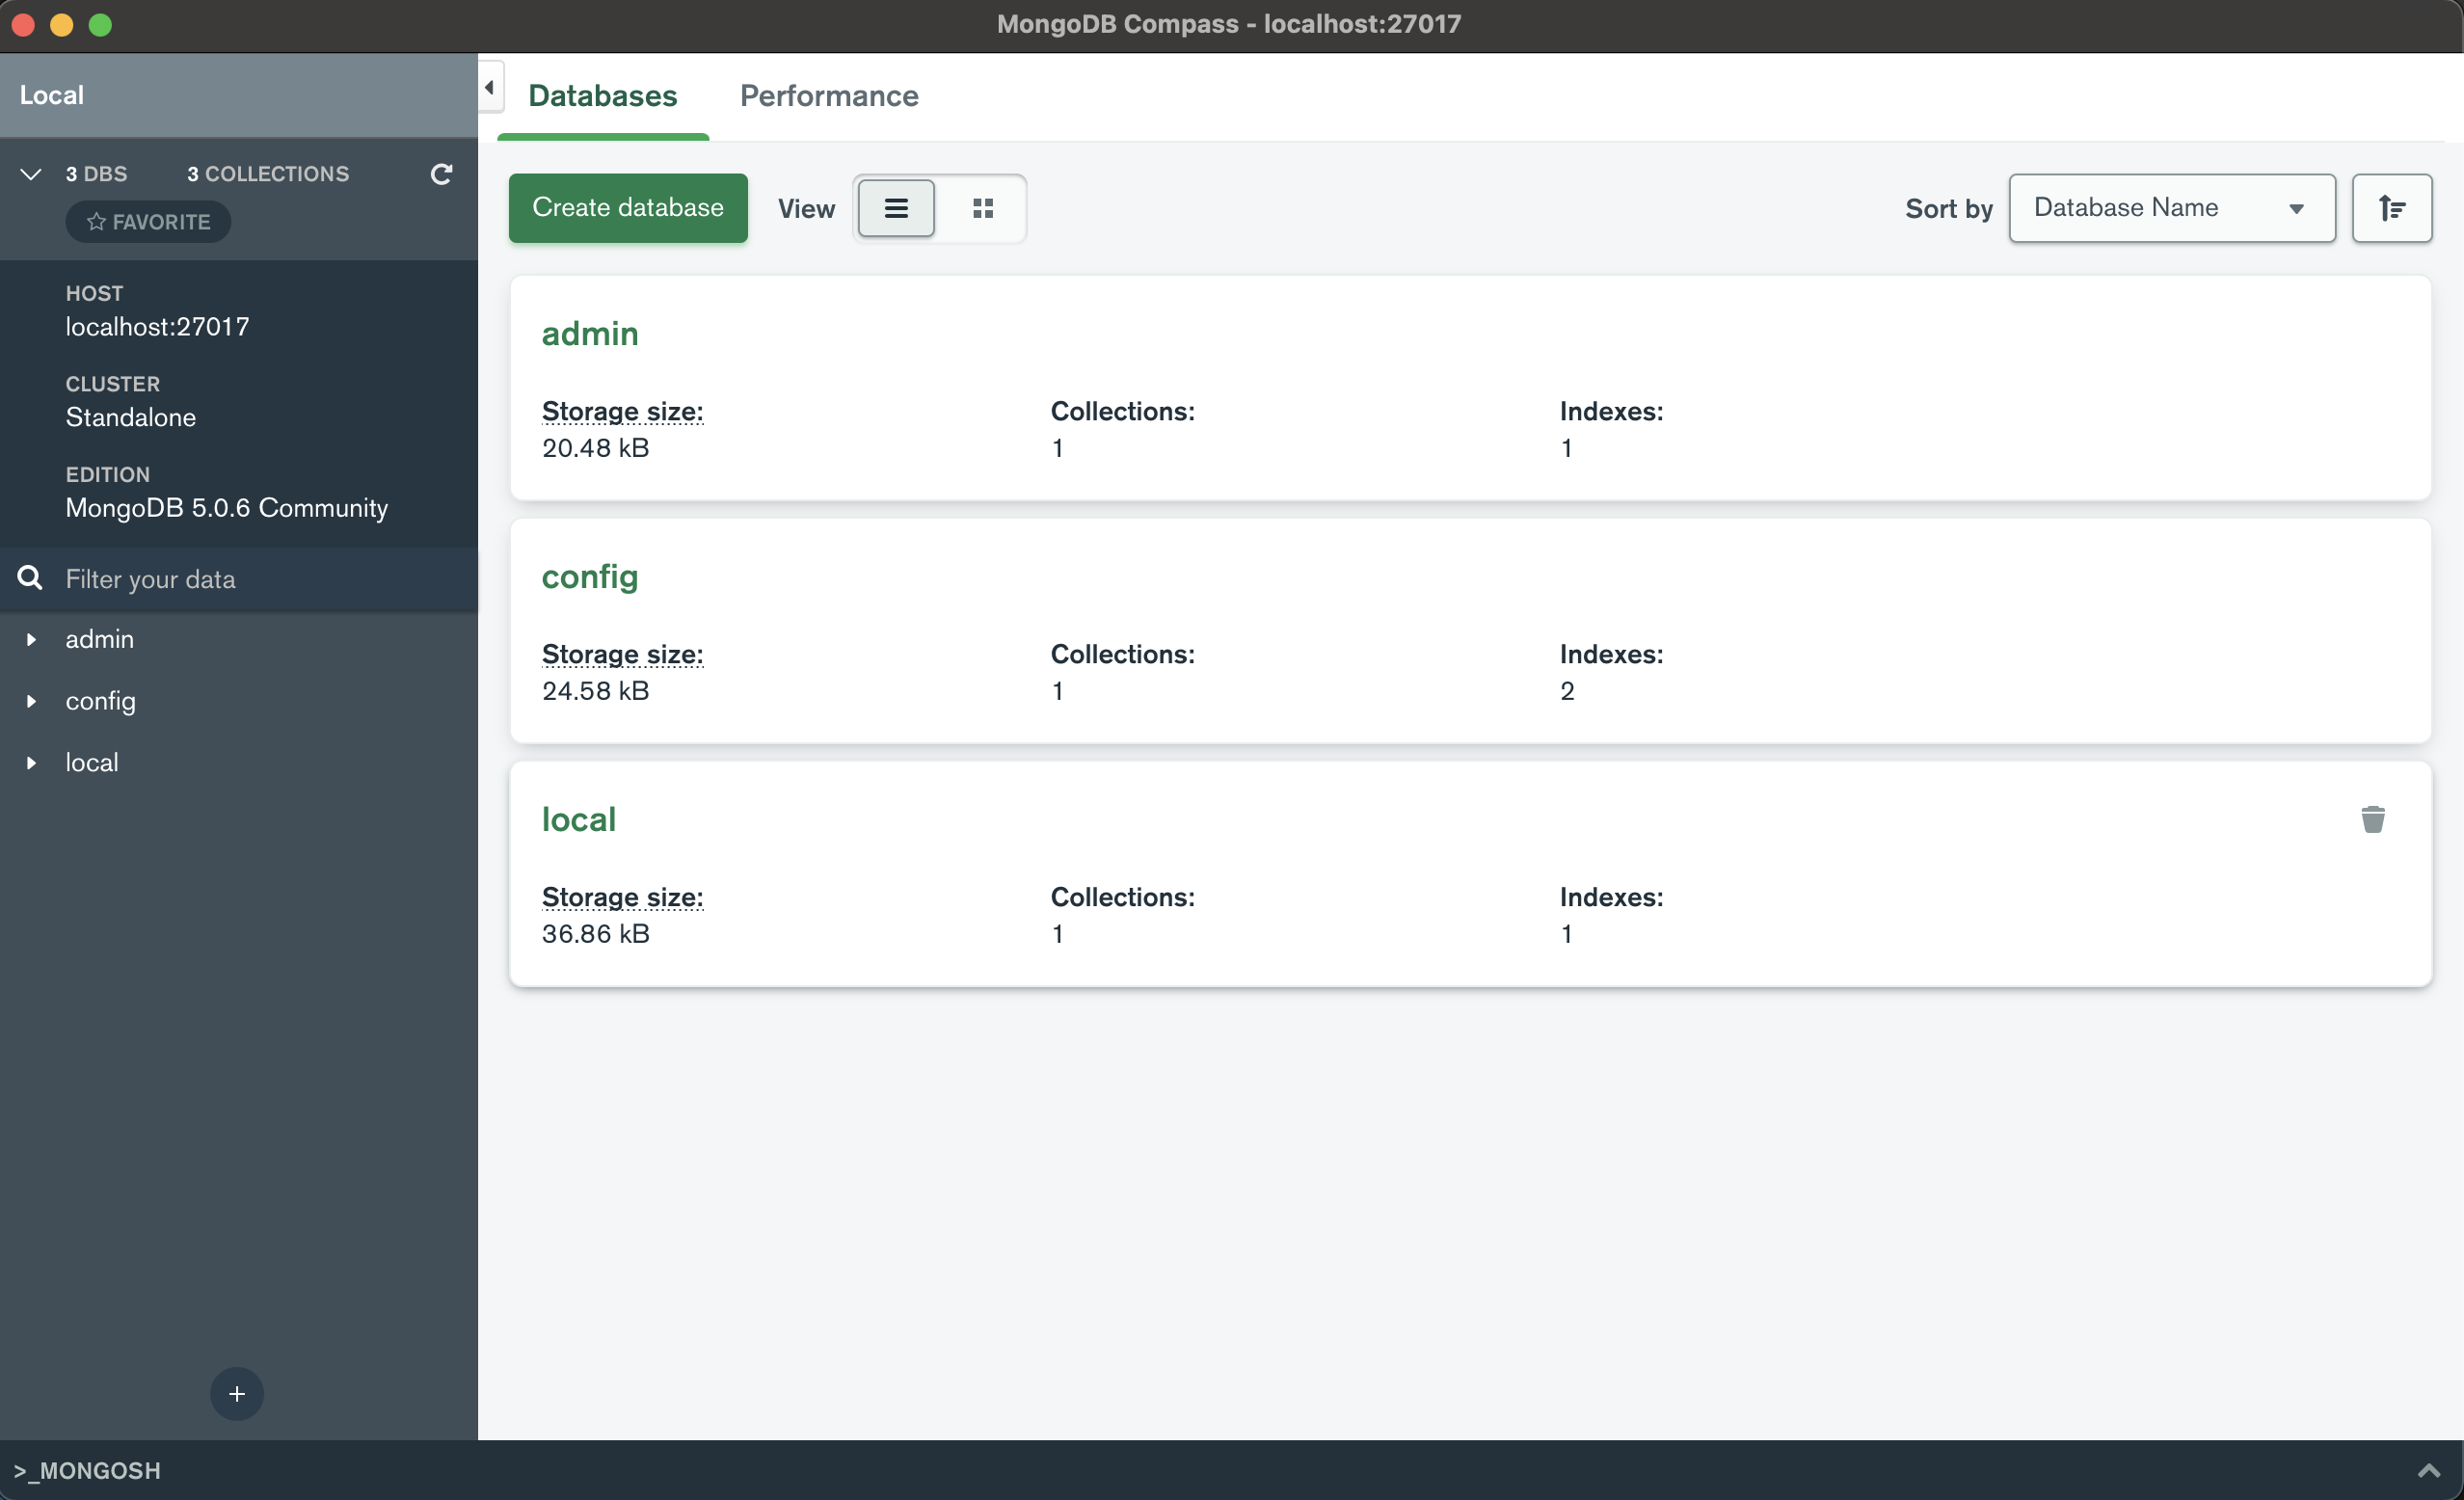 MongoDB Compass - localhost:27017
Local
3 DBS 3 COLLECTIONS
FAVORITE
HOST
localhost:27017
CLUSTER
Standalone
EDITION
MongoDB 5.0.6 Community
Filter your data
admin
config
local
+
Databases Performance
Create database View Sort by Database Name
admin
Storage size: Collections: Indexes:
20.48 kB 1 1
config
Storage size: Collections: Indexes:
24.58 kB 1 2
local
Storage size: Collections: Indexes:
36.86 kB 1 1
>_MONGOSH